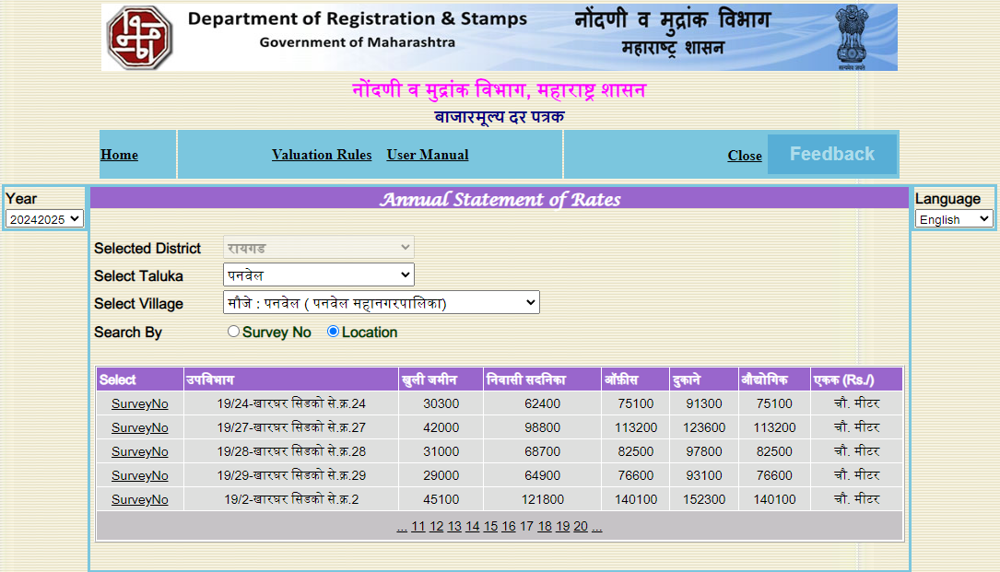 Department of Registration & Stamps
Government of Maharashtra
नोंदणी व मुद्रांक विभाग
महाराष्ट्र शासन
सत्यमेव जयते
नोंदणी व मुद्रांक विभाग, महाराष्ट्र शासन
बाजारमूल्य दर पत्रक
Home Valuation Rules User Manual Close Feedback
Year
20242025
Annual Statement of Rates
Language
English
Selected District रायगड
Select Taluka पनवेल
Select Village मौजे : पनवेल ( पनवेल महानगरपालिका)
Search By Survey No Location
Select उपविभाग खुली जमीन निवासी सदनिका ऑफ़ीस दुकाने औद्योगिक एकक (Rs./)
SurveyNo 19/24-खारघर सिडको से.क्र.24 30300 62400 75100 91300 75100 चौ. मीटर
SurveyNo 19/27-खारघर सिडको से.क्र.27 42000 98800 113200 123600 113200 चौ. मीटर
SurveyNo 19/28-खारघर सिडको से.क्र.28 31000 68700 82500 97800 82500 चौ. मीटर
SurveyNo 19/29-खारघर सिडको से.क्र.29 29000 64900 76600 93100 76600 चौ. मीटर
SurveyNo 19/2-खारघर सिडको से.क्र.2 45100 121800 140100 152300 140100 चौ. मीटर
... 11 12 13 14 15 16 17 18 19 20 ...